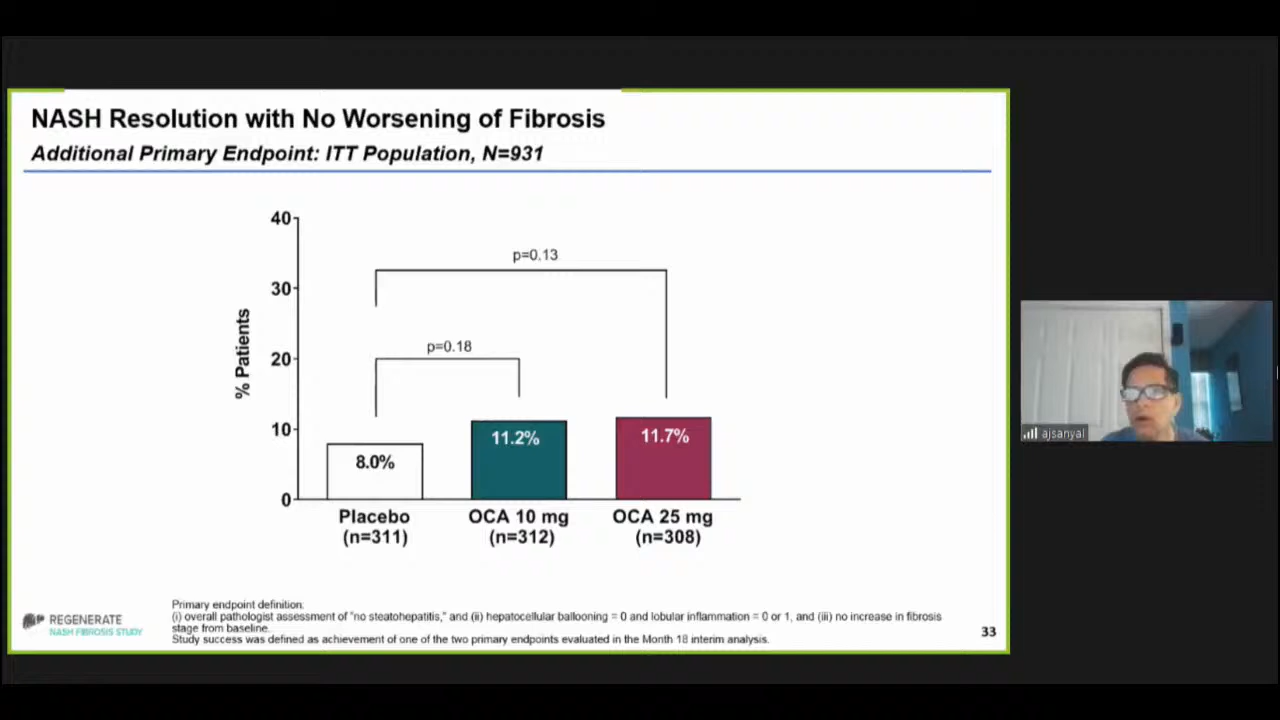 NASH Resolution with No Worsening of Fibrosis
Additional Primary Endpoint: ITT Population, N=931
40
30
20
10
0
% Patients
p=0.13
p=0.18
8.0%
11.2%
11.7%
Placebo
(n=311)
OCA 10 mg
(n=312)
OCA 25 mg
(n=308)
Primary endpoint definition:
(i) overall pathologist assessment of "no steatohepatitis," and (ii) hepatocellular ballooning = 0 and lobular inflammation = 0 or 1, and (iii) no increase in fibrosis
stage from baseline.
Study success was defined as achievement of one of the two primary endpoints evaluated in the Month 18 interim analysis.
REGENERATE
NASH FIBROSIS STUDY
33
ajsanyal